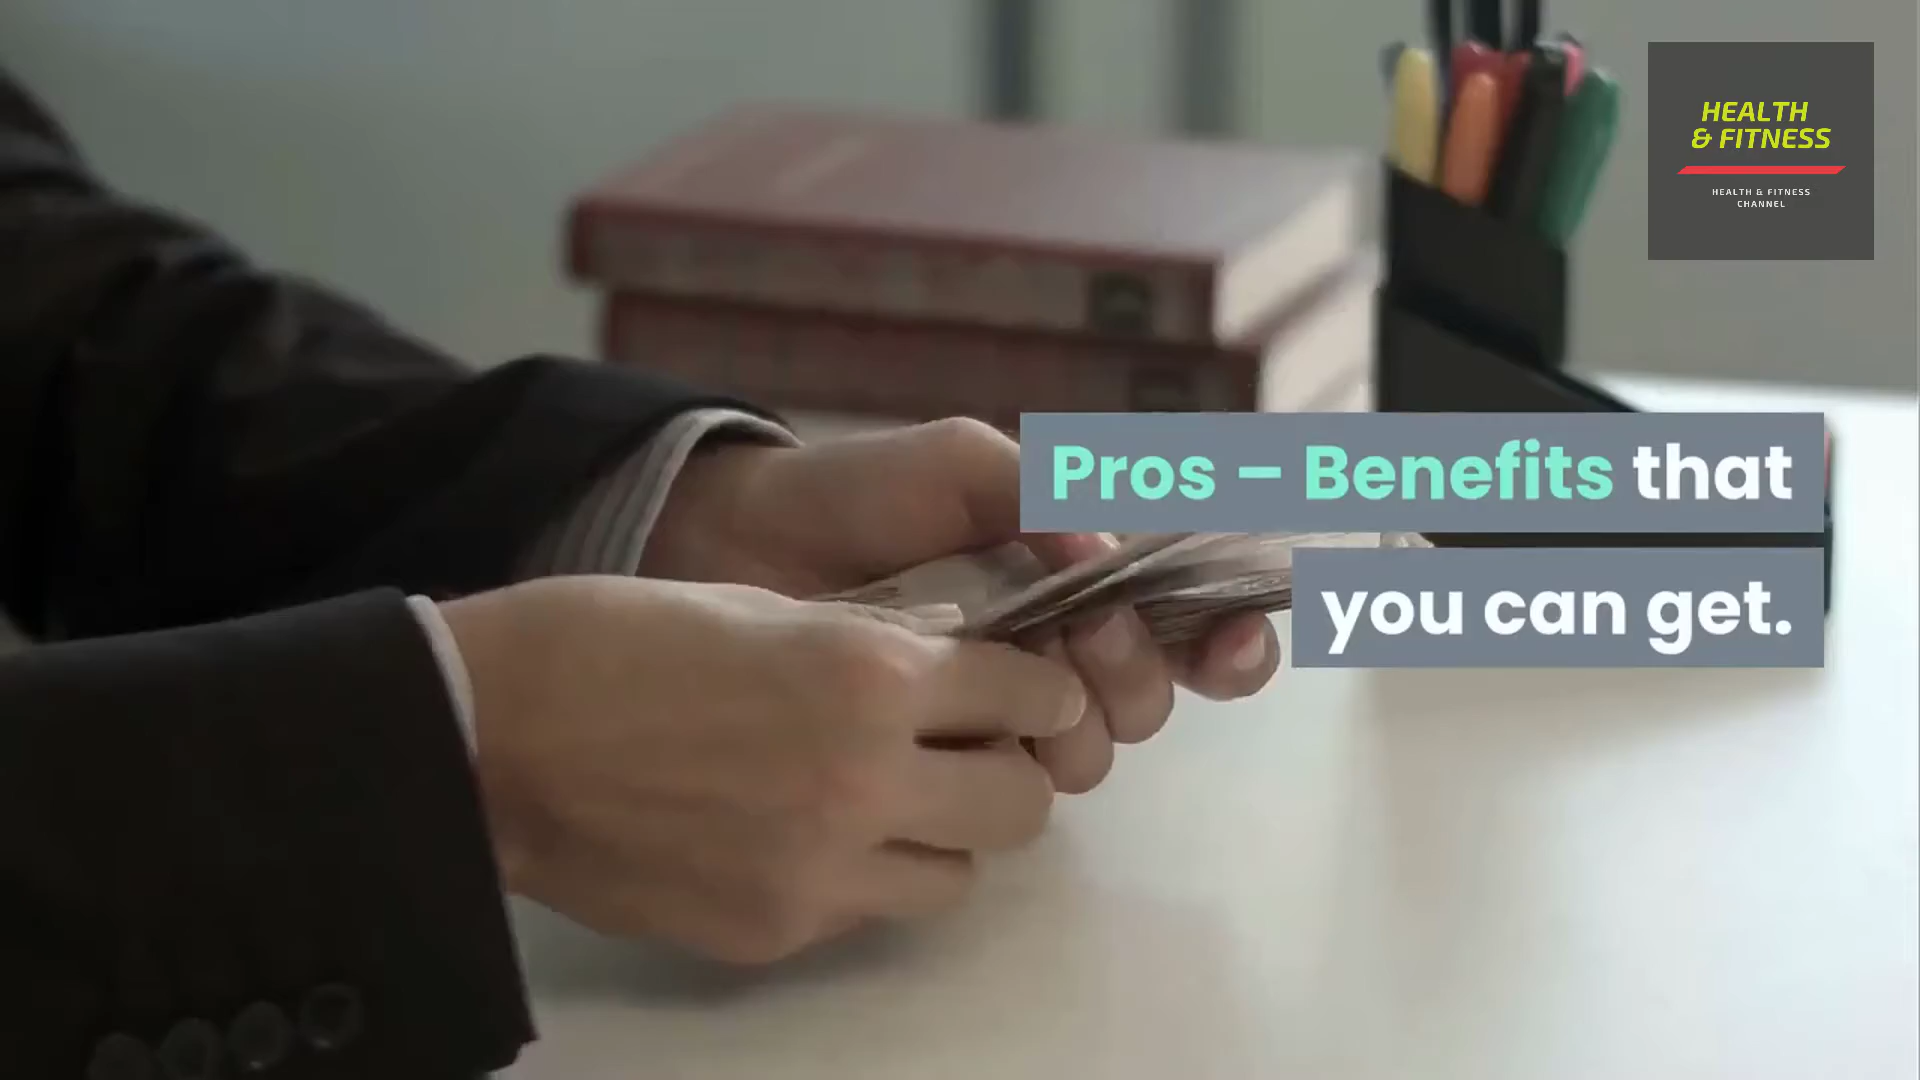 HEALTH
& FITNESS
HEALTH & FITNESS
CHANNEL
Pros – Benefits that
you can get.